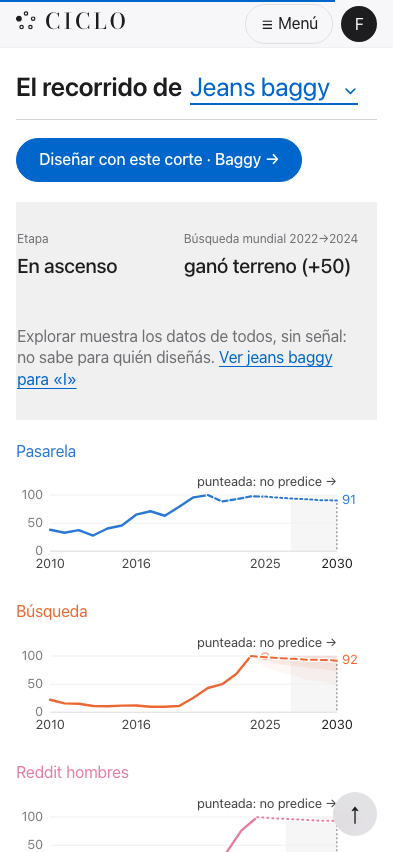 CICLO
≡ Menú
F
El recorrido de Jeans baggy
Diseñar con este corte · Baggy →
Etapa
En ascenso
Búsqueda mundial 2022→2024
ganó terreno (+50)
Explorar muestra los datos de todos, sin señal:
no sabe para quién diseñás. Ver jeans baggy
para «I»
Pasarela
punteada: no predice →
100
50
0
91
2010 2016 2025 2030
Búsqueda
punteada: no predice →
100
50
0
92
2010 2016 2025 2030
Reddit hombres
punteada: no predice →
100
50
↑